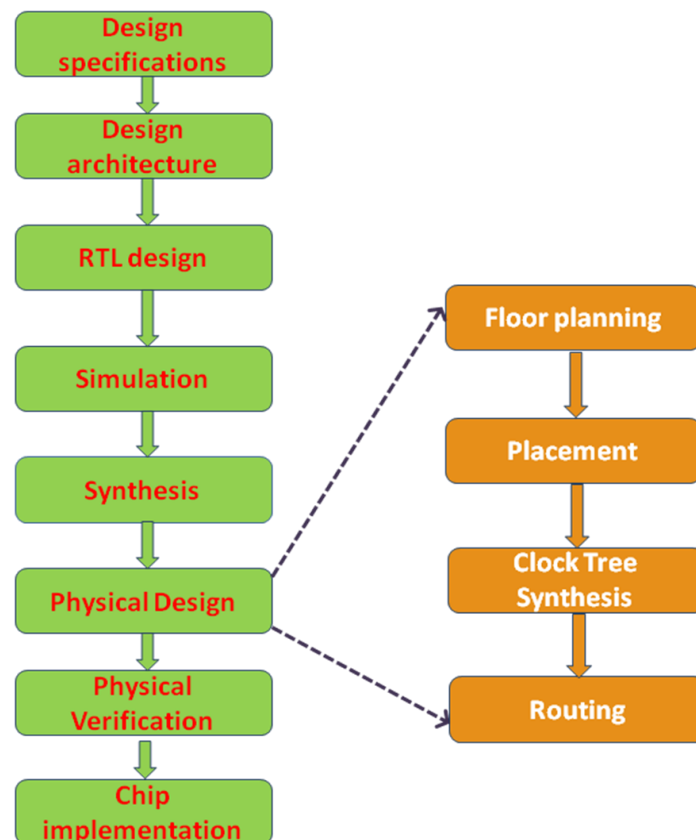 Design
specifications
Design
architecture
RTL design
Simulation
Synthesis
Physical Design
Physical
Verification
Chip
implementation
Floor planning
Placement
Clock Tree
Synthesis
Routing